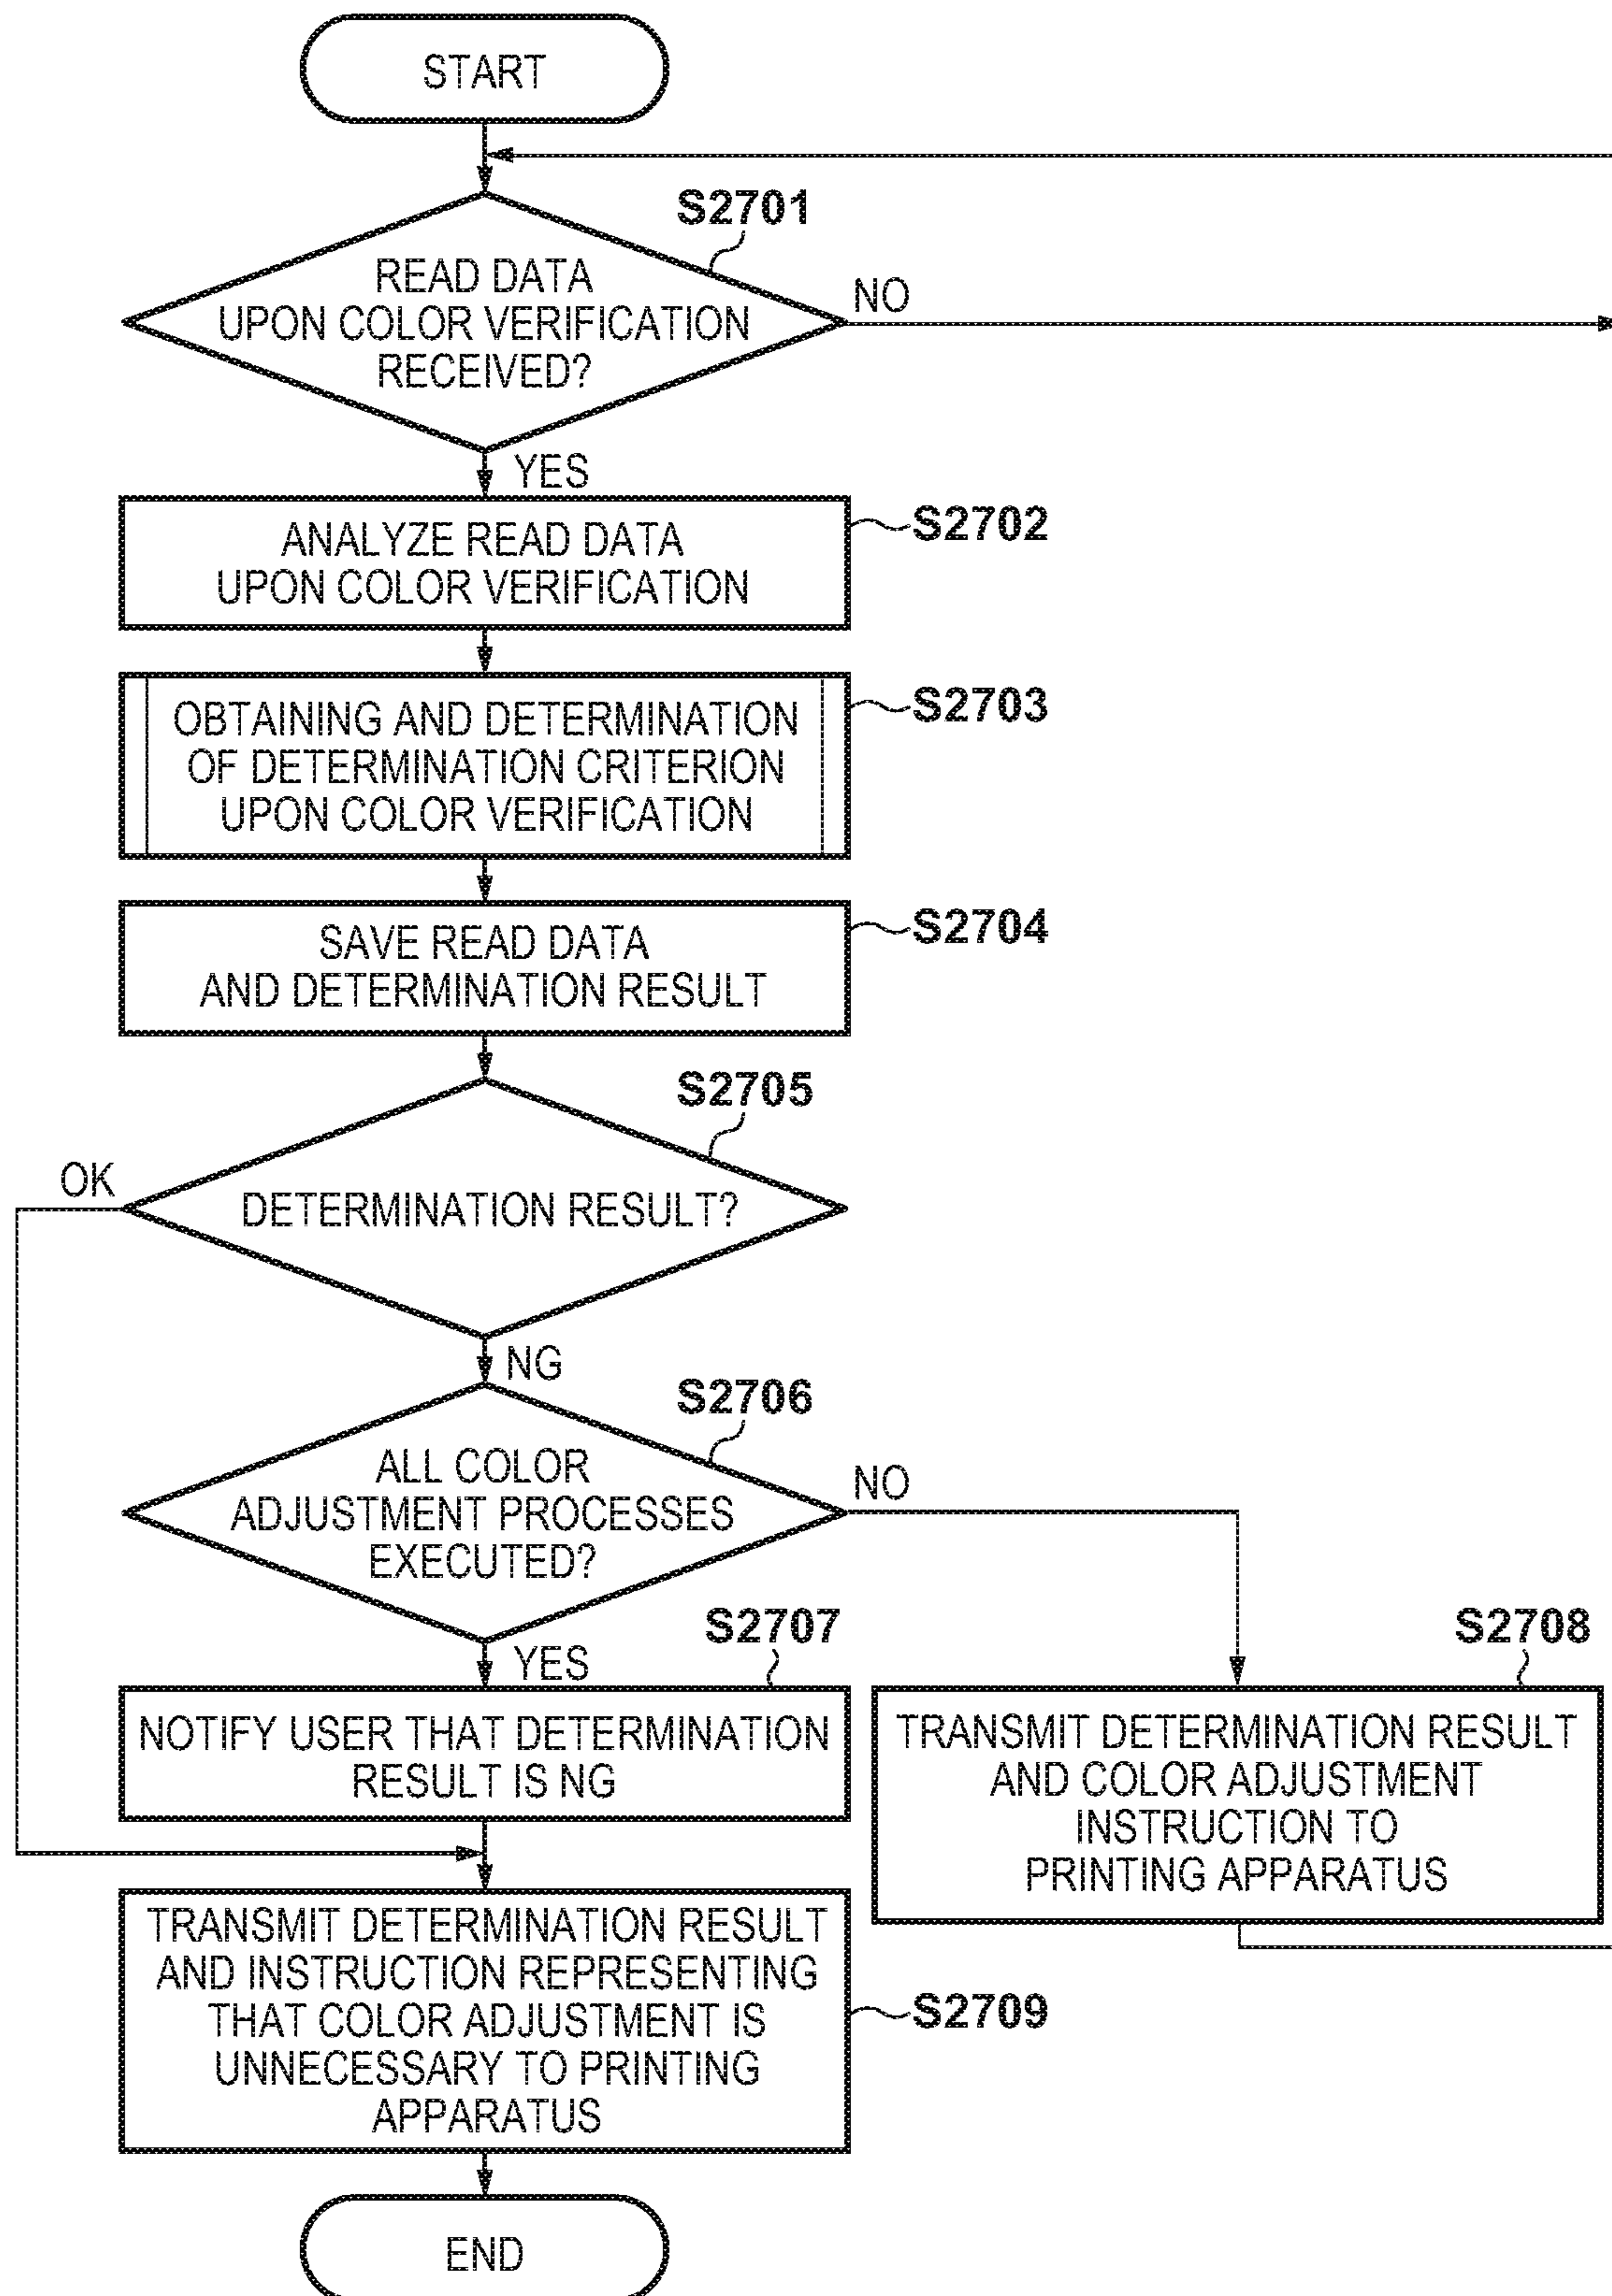 START
S2701
READ DATA
UPON COLOR VERIFICATION
RECEIVED?
NO
YES
ANALYZE READ DATA
UPON COLOR VERIFICATION
S2702
OBTAINING AND DETERMINATION
OF DETERMINATION CRITERION
UPON COLOR VERIFICATION
S2703
SAVE READ DATA
AND DETERMINATION RESULT
S2704
S2705
OK
DETERMINATION RESULT?
NG
S2706
ALL COLOR
ADJUSTMENT PROCESSES
EXECUTED?
NO
YES
S2707
NOTIFY USER THAT DETERMINATION
RESULT IS NG
S2708
TRANSMIT DETERMINATION RESULT
AND COLOR ADJUSTMENT
INSTRUCTION TO
PRINTING APPARATUS
TRANSMIT DETERMINATION RESULT
AND INSTRUCTION REPRESENTING
THAT COLOR ADJUSTMENT IS
UNNECESSARY TO PRINTING
APPARATUS
S2709
END